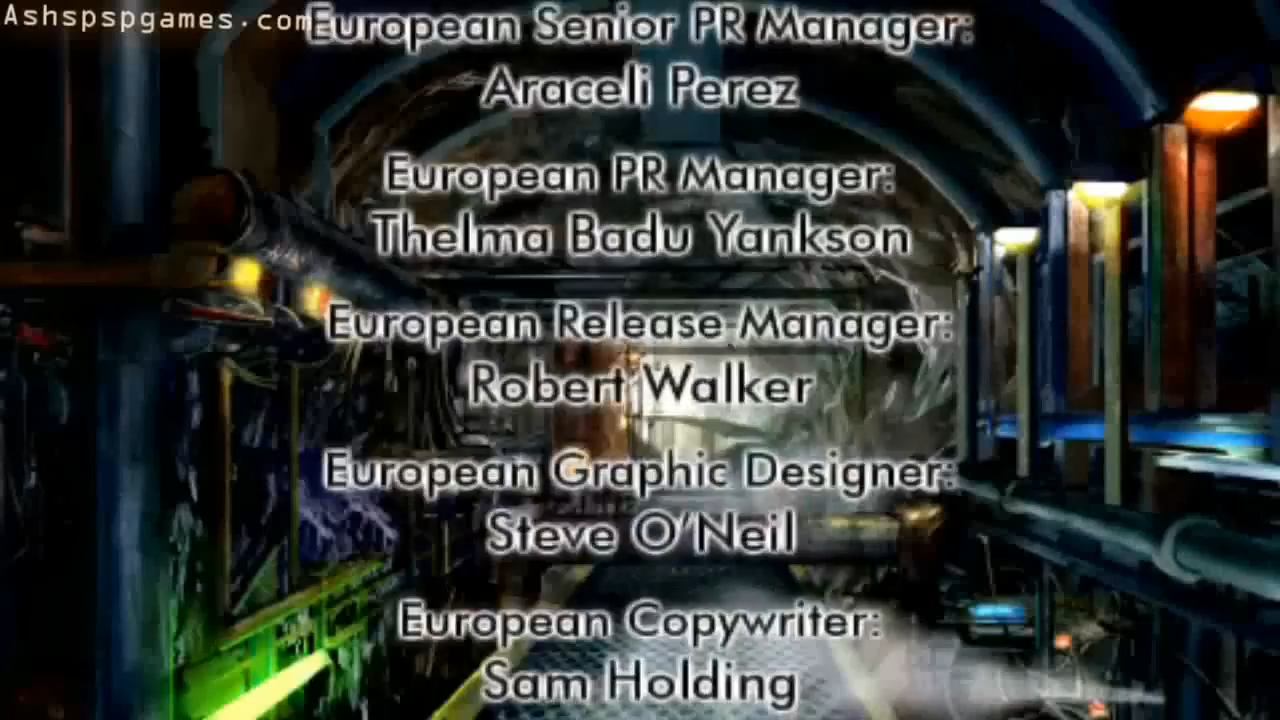 Ashspspgames.com
European Senior PR Manager:
Araceli Perez
European PR Manager:
Thelma Badu Yankson
European Release Manager:
Robert Walker
European Graphic Designer:
Steve O'Neil
European Copywriter:
Sam Holding